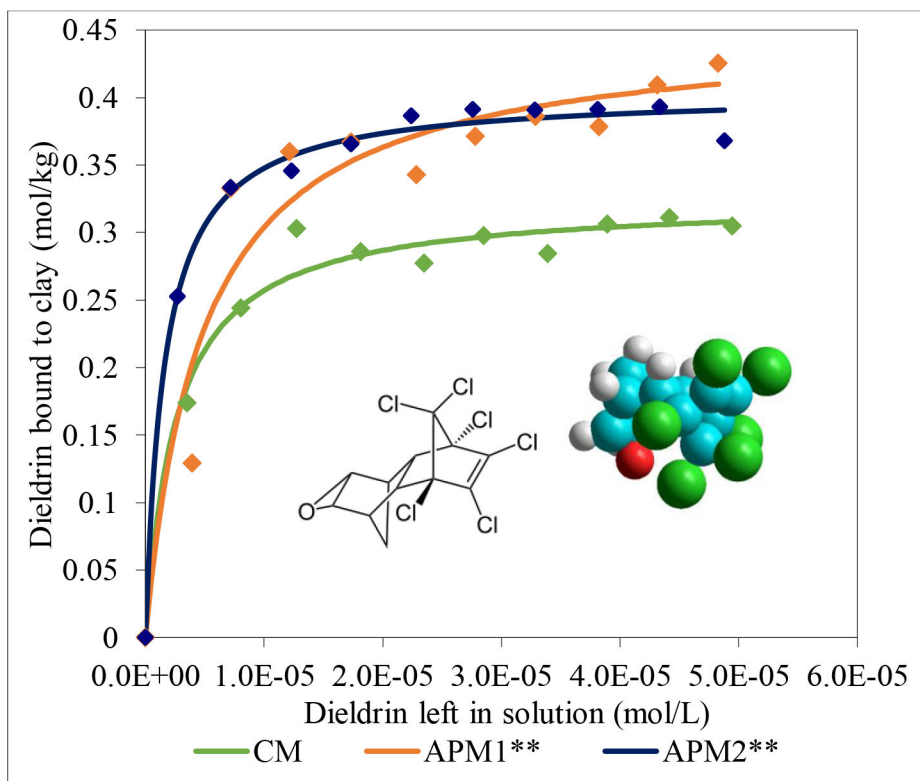 0.45
0.4
0.35
0.3
0.25
0.2
0.15
0.1
0.05
0
Dieldrin bound to clay (mol/kg)
Cl
Cl
Cl
Cl
Cl
Cl
O
0.0E+00 1.0E-05 2.0E-05 3.0E-05 4.0E-05 5.0E-05 6.0E-05
Dieldrin left in solution (mol/L)
CM APM1** APM2**